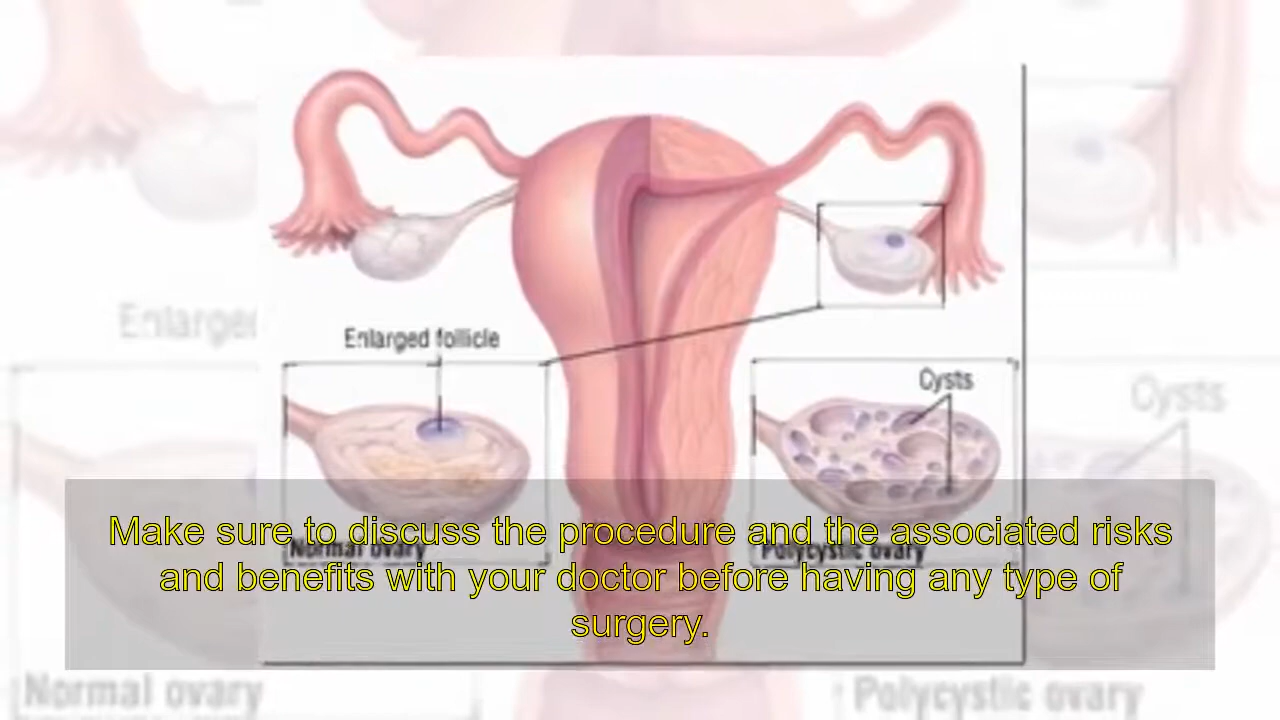 Enlarged follicle
Cysts
Enlarged
Cysts
Make sure to discuss the procedure and the associated risks
Normal ovary
Polycystic ovary
and benefits with your doctor before having any type of
surgery.
Normal ovary
Polycystic ovary